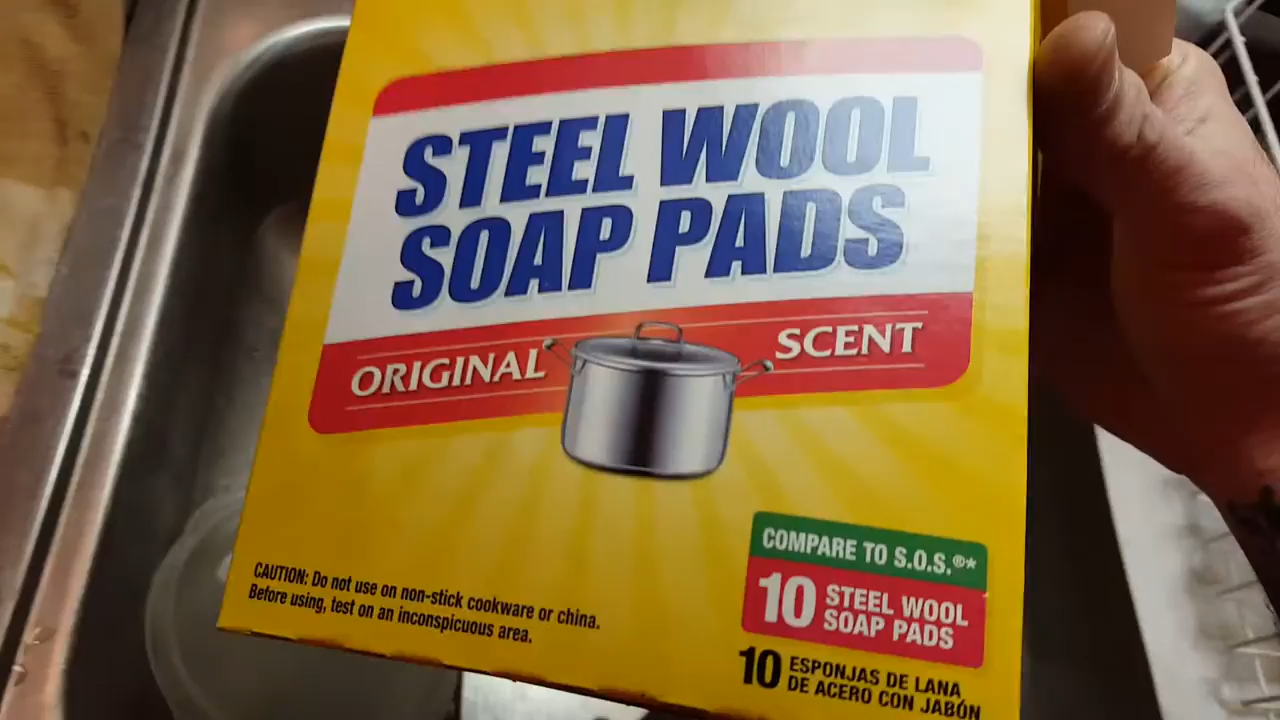 STEEL WOOL
SOAP PADS
ORIGINAL SCENT
CAUTION: Do not use on non-stick cookware or china.
Before using, test on an inconspicuous area.
COMPARE TO S.O.S.®*
10 STEEL WOOL
SOAP PADS
10 ESPONJAS DE LANA
DE ACERO CON JABÓN